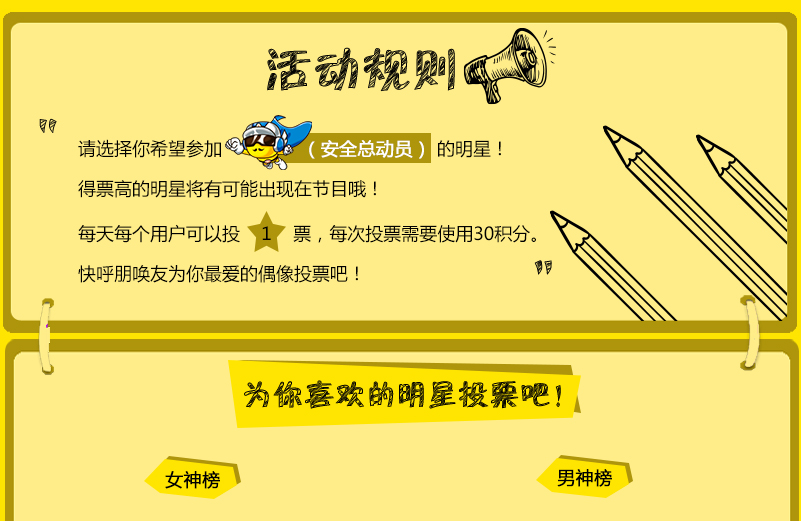 活动规则
请选择你希望参加（安全总动员）的明星！
得票高的明星将有可能出现在节目哦！
每天每个用户可以投 1 票，每次投票需要使用30积分。
快呼朋唤友为你最爱的偶像投票吧！
为你喜欢的明星投票吧！
女神榜 男神榜